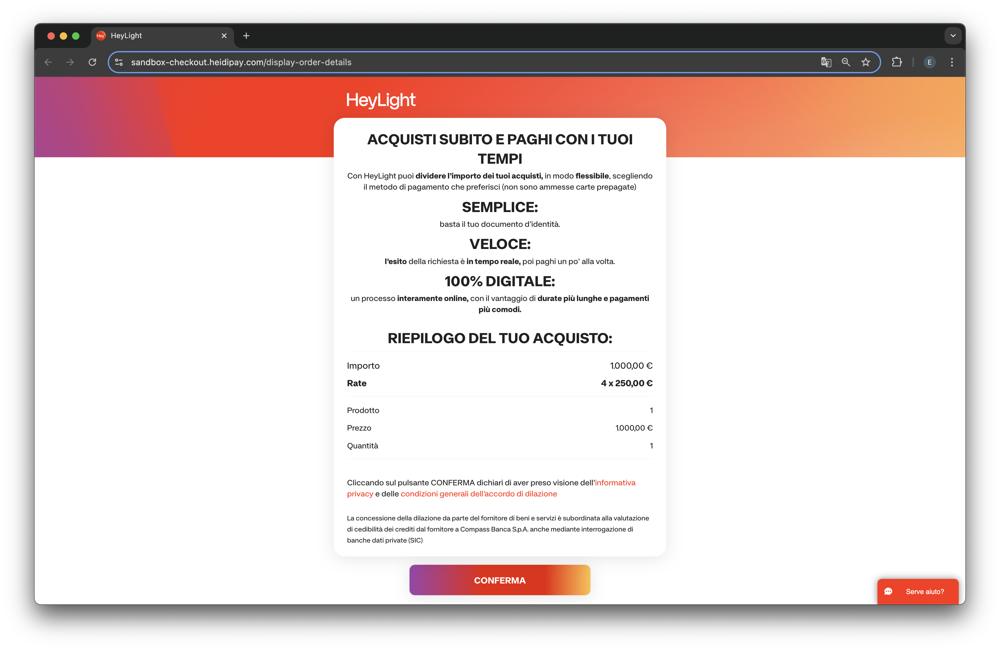 Hey
HeyLight
sandbox-checkout.heidipay.com/display-order-details
E
HeyLight
ACQUISTI SUBITO E PAGHI CON I TUOI
TEMPI
Con HeyLight puoi dividere l’importo dei tuoi acquisti, in modo flessibile, scegliendo
il metodo di pagamento che preferisci (non sono ammesse carte prepagate)
SEMPLICE:
basta il tuo documento d’identità.
VELOCE:
l’esito della richiesta è in tempo reale, poi paghi un po’ alla volta.
100% DIGITALE:
un processo interamente online, con il vantaggio di durate più lunghe e pagamenti
più comodi.
RIEPILOGO DEL TUO ACQUISTO:
Importo 1.000,00 €
Rate 4 x 250,00 €
Prodotto 1
Prezzo 1.000,00 €
Quantità 1
Cliccando sul pulsante CONFERMA dichiari di aver preso visione dell’informativa
privacy e delle condizioni generali dell’accordo di dilazione
La concessione della dilazione da parte del fornitore di beni e servizi è subordinata alla valutazione
di cedibilità dei crediti dal fornitore a Compass Banca S.p.A. anche mediante interrogazione di
banche dati private (SIC)
CONFERMA
Serve aiuto?